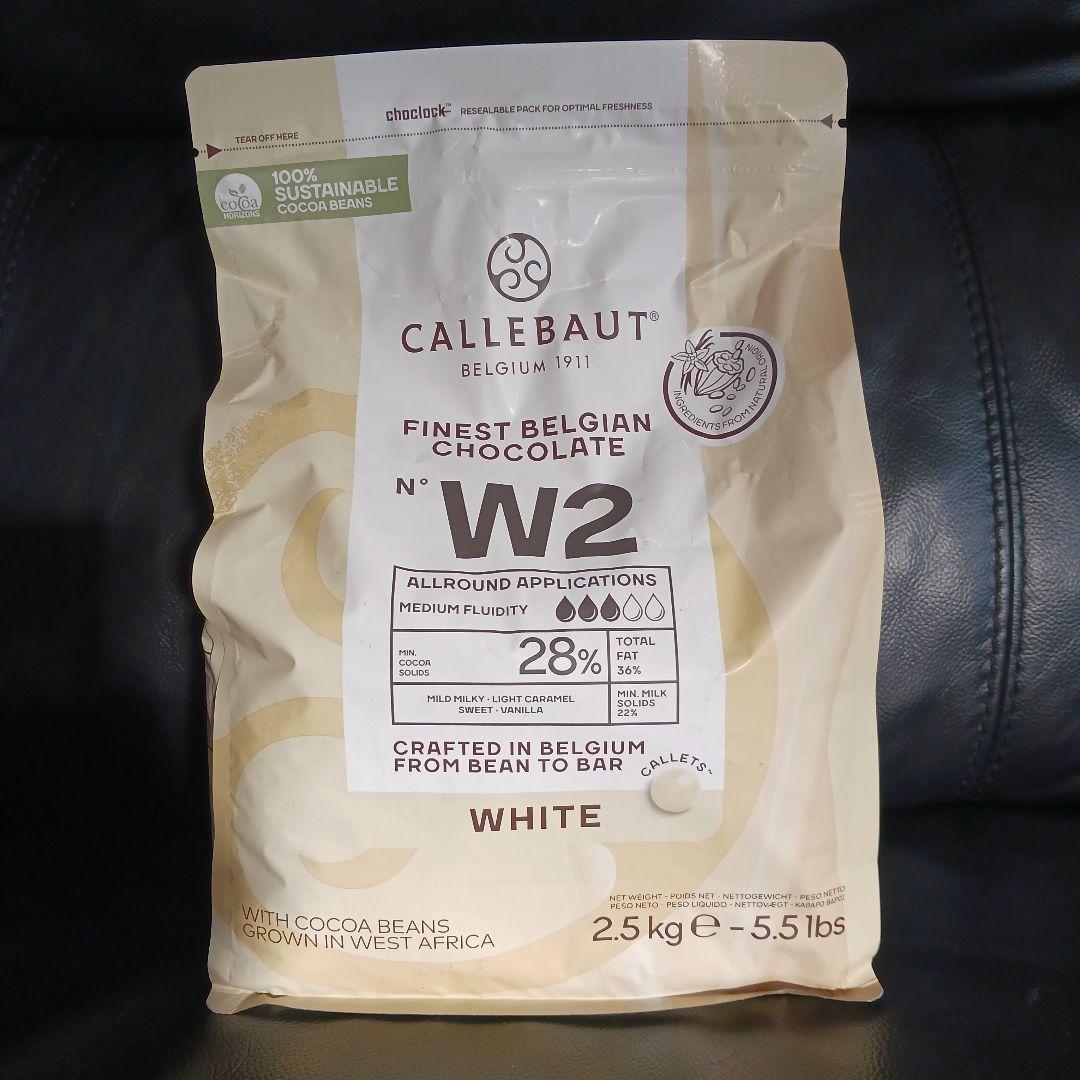 choclock™ RESEALABLE PACK FOR OPTIMAL FRESHNESS
TEAR OFF HERE
cocoa
HORIZONS
100%
SUSTAINABLE
COCOA BEANS
CALLEBAUT®
BELGIUM 1911
INGREDIENTS FROM NATURAL ORIGIN
FINEST BELGIAN
CHOCOLATE
N° W2
ALLROUND APPLICATIONS
MEDIUM FLUIDITY
MIN.
COCOA
SOLIDS
28%
TOTAL
FAT
36%
MILD MILKY · LIGHT CARAMEL
SWEET · VANILLA
MIN. MILK
SOLIDS
22%
CRAFTED IN BELGIUM
FROM BEAN TO BAR
CALLETS™
WHITE
WITH COCOA BEANS
GROWN IN WEST AFRICA
NET WEIGHT - POIDS NET - NETTOGEWICHT - PESO NETTO
PESO NETO - PESO LÍQUIDO - NETTOVÆGT - ΚΑΘΑΡΟ ΒΑΡΟΣ
2.5 kg ℮ - 5.5 lbs